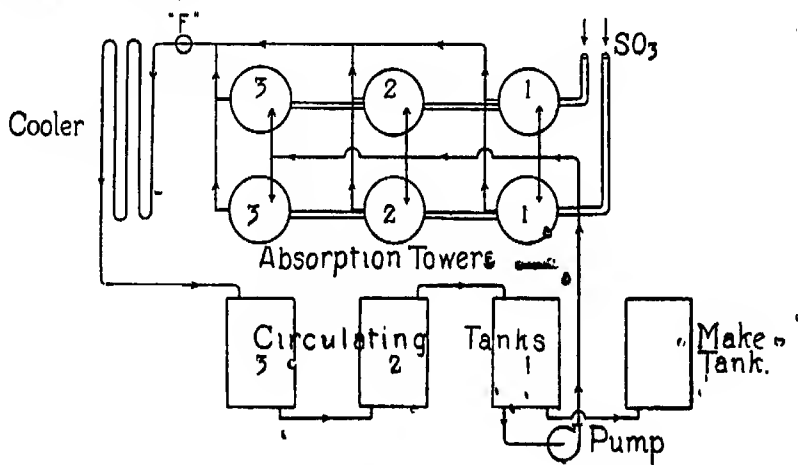 "F"
SO3
3 2 1
Cooler
3 2 1
Absorption Towers
Circulating Tanks
3 2 1
"Make"
Tank.
Pump